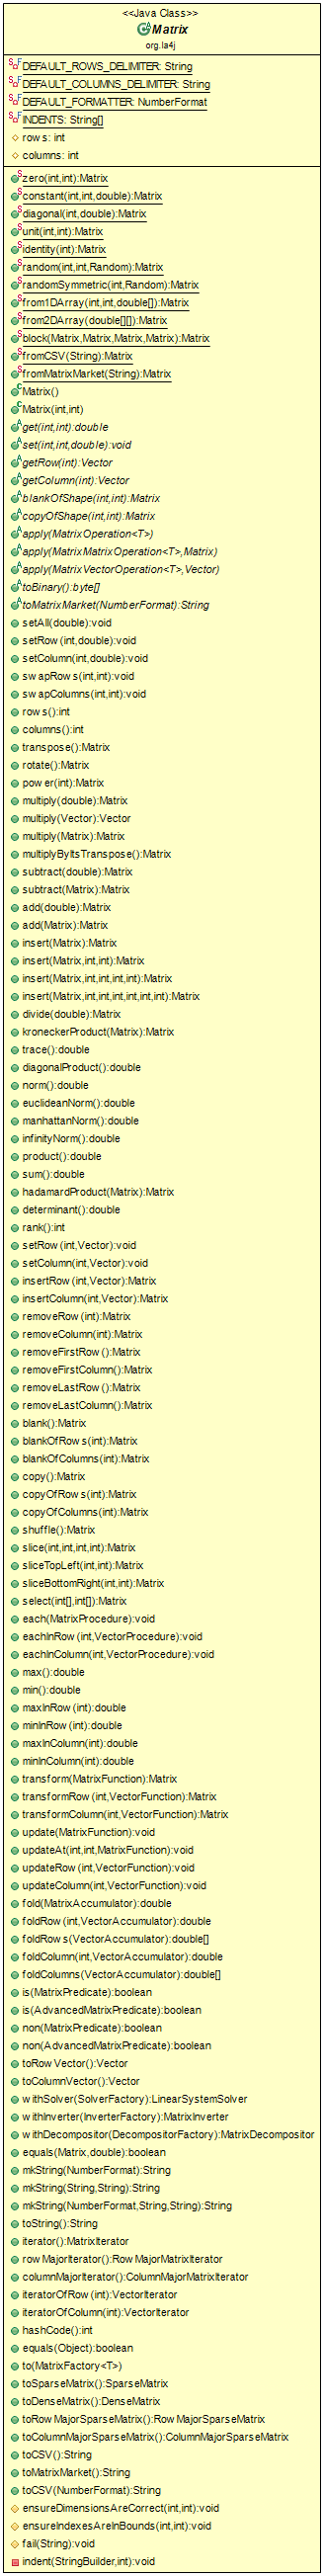 <<Java Class>>
Matrix
org.la4j
DEFAULT_ROWS_DELIMITER: String
DEFAULT_COLUMNS_DELIMITER: String
DEFAULT_FORMATTER: NumberFormat
INDENTS: String[]
rows: int
columns: int
zero(int,int):Matrix
constant(int,int,double):Matrix
diagonal(int,double):Matrix
unit(int,int):Matrix
identity(int):Matrix
random(int,int,Random):Matrix
randomSymmetric(int,Random):Matrix
from1DArray(int,int,double[]):Matrix
from2DArray(double[][]):Matrix
block(Matrix,Matrix,Matrix,Matrix):Matrix
fromCSV(String):Matrix
fromMatrixMarket(String):Matrix
Matrix()
Matrix(int,int)
get(int,int):double
set(int,int,double):void
getRow(int):Vector
getColumn(int):Vector
blankOfShape(int,int):Matrix
copyOfShape(int,int):Matrix
apply(MatrixOperation<T>)
apply(MatrixMatrixOperation<T>,Matrix)
apply(MatrixVectorOperation<T>,Vector)
toBinary():byte[]
toMatrixMarket(NumberFormat):String
setAll(double):void
setRow(int,double):void
setColumn(int,double):void
swapRows(int,int):void
swapColumns(int,int):void
rows():int
columns():int
transpose():Matrix
rotate():Matrix
power(int):Matrix
multiply(double):Matrix
multiply(Vector):Vector
multiply(Matrix):Matrix
multiplyByItsTranspose():Matrix
subtract(double):Matrix
subtract(Matrix):Matrix
add(double):Matrix
add(Matrix):Matrix
insert(Matrix):Matrix
insert(Matrix,int,int):Matrix
insert(Matrix,int,int,int,int):Matrix
insert(Matrix,int,int,int,int,int,int):Matrix
divide(double):Matrix
kroneckerProduct(Matrix):Matrix
trace():double
diagonalProduct():double
norm():double
euclideanNorm():double
manhattanNorm():double
infinityNorm():double
product():double
sum():double
hadamardProduct(Matrix):Matrix
determinant():double
rank():int
setRow(int,Vector):void
setColumn(int,Vector):void
insertRow(int,Vector):Matrix
insertColumn(int,Vector):Matrix
removeRow(int):Matrix
removeColumn(int):Matrix
removeFirstRow():Matrix
removeFirstColumn():Matrix
removeLastRow():Matrix
removeLastColumn():Matrix
blank():Matrix
blankOfRows(int):Matrix
blankOfColumns(int):Matrix
copy():Matrix
copyOfRows(int):Matrix
copyOfColumns(int):Matrix
shuffle():Matrix
slice(int,int,int,int):Matrix
sliceTopLeft(int,int):Matrix
sliceBottomRight(int,int):Matrix
select(int[],int[]):Matrix
each(MatrixProcedure):void
eachInRow(int,VectorProcedure):void
eachInColumn(int,VectorProcedure):void
max():double
min():double
maxInRow(int):double
minInRow(int):double
maxInColumn(int):double
minInColumn(int):double
transform(MatrixFunction):Matrix
transformRow(int,VectorFunction):Matrix
transformColumn(int,VectorFunction):Matrix
update(MatrixFunction):void
updateAt(int,int,MatrixFunction):void
updateRow(int,VectorFunction):void
updateColumn(int,VectorFunction):void
fold(MatrixAccumulator):double
foldRow(int,VectorAccumulator):double
foldRows(VectorAccumulator):double[]
foldColumn(int,VectorAccumulator):double
foldColumns(VectorAccumulator):double[]
is(MatrixPredicate):boolean
is(AdvancedMatrixPredicate):boolean
non(MatrixPredicate):boolean
non(AdvancedMatrixPredicate):boolean
toRowVector():Vector
toColumnVector():Vector
withSolver(SolverFactory):LinearSystemSolver
withInverter(InverterFactory):MatrixInverter
withDecompositor(DecompositorFactory):MatrixDecompositor
equals(Matrix,double):boolean
mkString(NumberFormat):String
mkString(String,String):String
mkString(NumberFormat,String,String):String
toString():String
iterator():MatrixIterator
rowMajorIterator():RowMajorMatrixIterator
columnMajorIterator():ColumnMajorMatrixIterator
iteratorOfRow(int):VectorIterator
iteratorOfColumn(int):VectorIterator
hashCode():int
equals(Object):boolean
to(MatrixFactory<T>)
toSparseMatrix():SparseMatrix
toDenseMatrix():DenseMatrix
toRowMajorSparseMatrix():RowMajorSparseMatrix
toColumnMajorSparseMatrix():ColumnMajorSparseMatrix
toCSV():String
toMatrixMarket():String
toCSV(NumberFormat):String
ensureDimensionsAreCorrect(int,int):void
ensureIndexesAreInBounds(int,int):void
fail(String):void
indent(StringBuilder,int):void